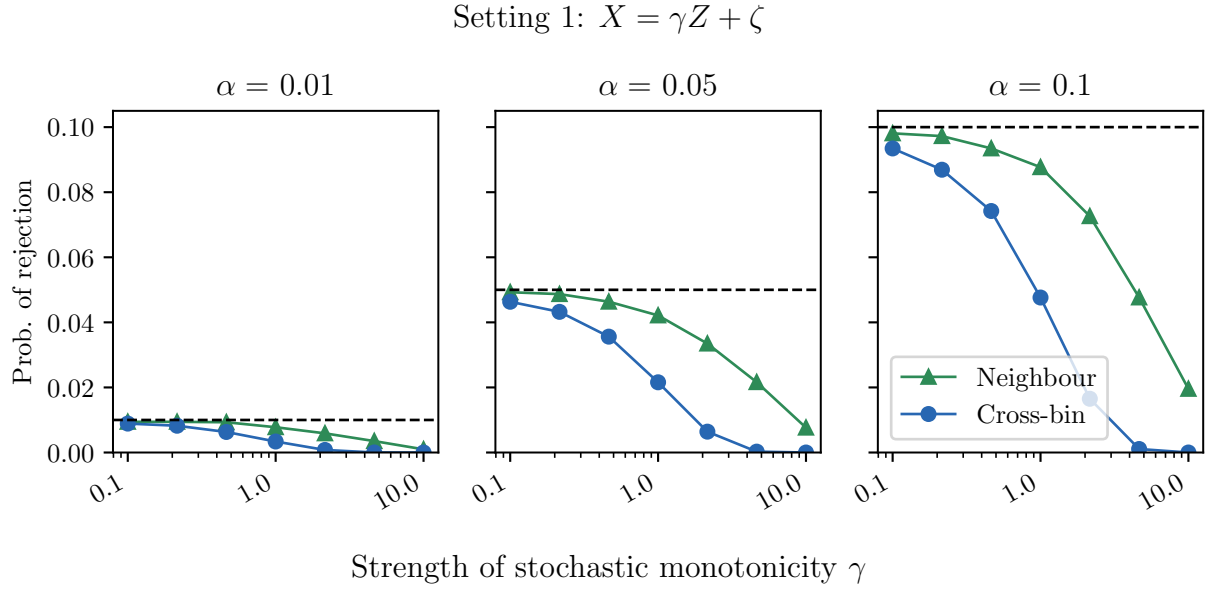 Setting 1: X = γZ + ζ
α = 0.01
α = 0.05
α = 0.1
Prob. of rejection
0.10
0.08
0.06
0.04
0.02
0.00
0.1
1.0
10.0
0.1
1.0
10.0
0.1
1.0
10.0
Neighbour
Cross-bin
Strength of stochastic monotonicity γ